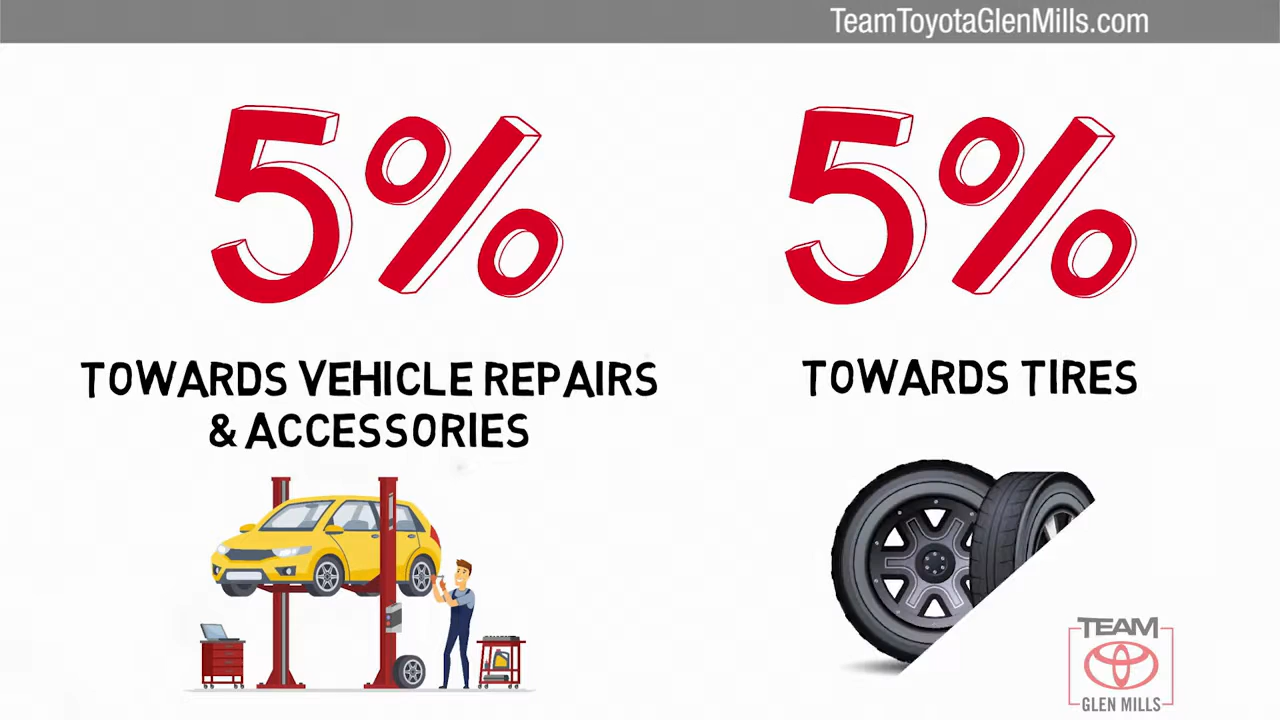 TeamToyotaGlenMills.com
5%
5%
TOWARDS VEHICLE REPAIRS
& ACCESSORIES
TOWARDS TIRES
TEAM
GLEN MILLS